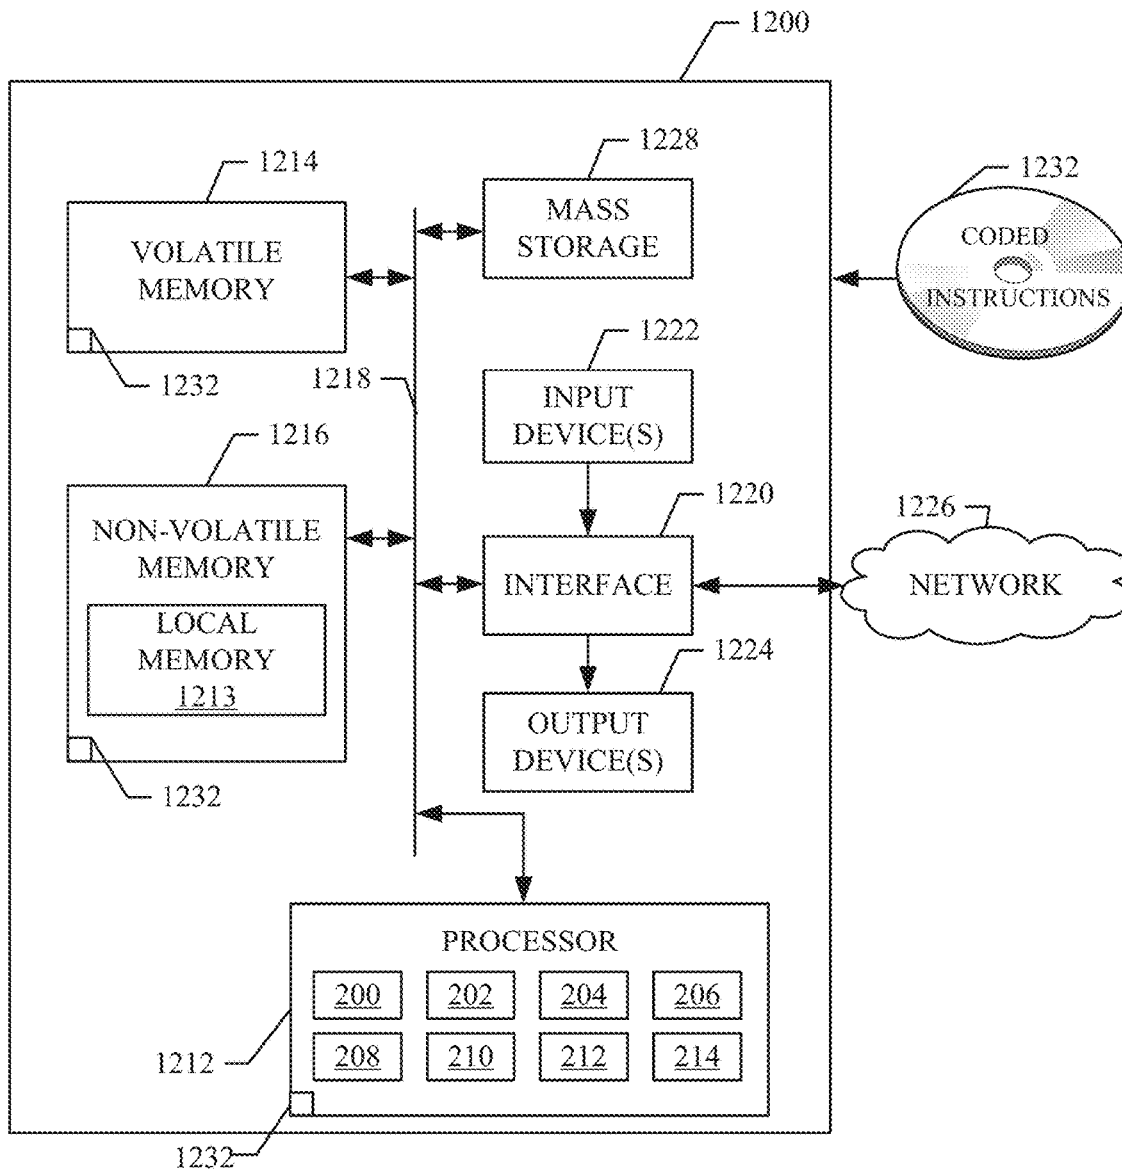 1200
1214
VOLATILE
MEMORY
1232
1228
MASS
STORAGE
1232
CODED
INSTRUCTIONS
1218
1222
INPUT
DEVICE(S)
1216
NON-VOLATILE
MEMORY
LOCAL
MEMORY
1213
1232
1220
INTERFACE
1226
NETWORK
1224
OUTPUT
DEVICE(S)
PROCESSOR
200 202 204 206
208 210 212 214
1212
1232